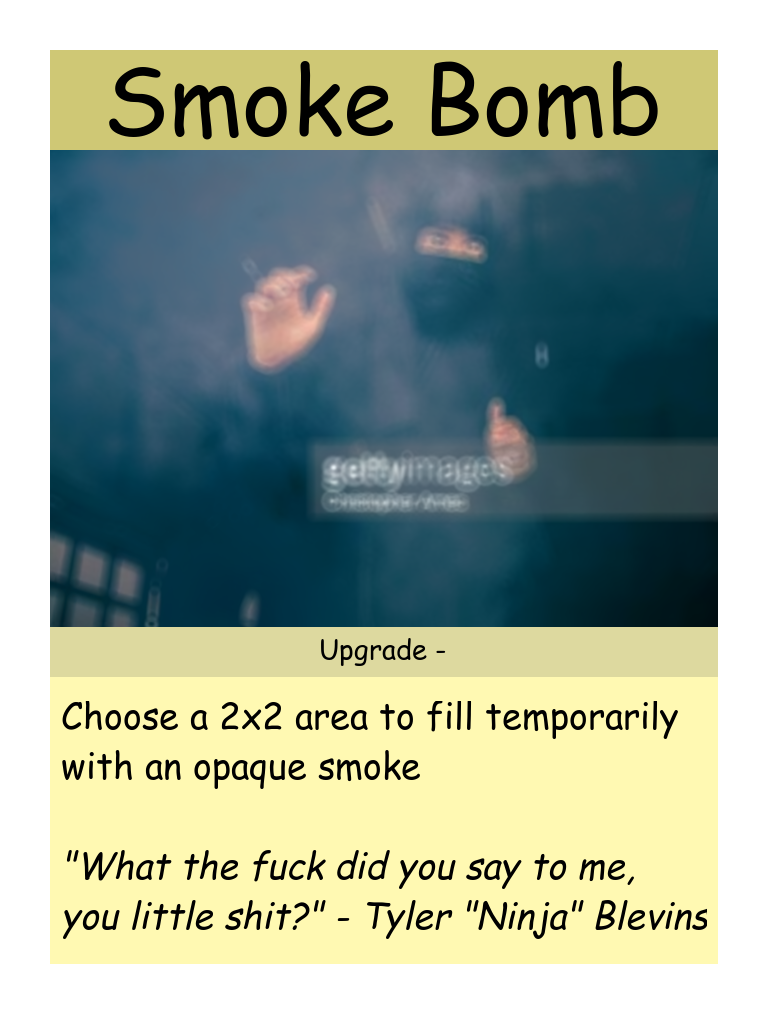 Smoke Bomb
gettyimages
Upgrade -
Choose a 2x2 area to fill temporarily
with an opaque smoke
"What the fuck did you say to me,
you little shit?" - Tyler "Ninja" Blevins